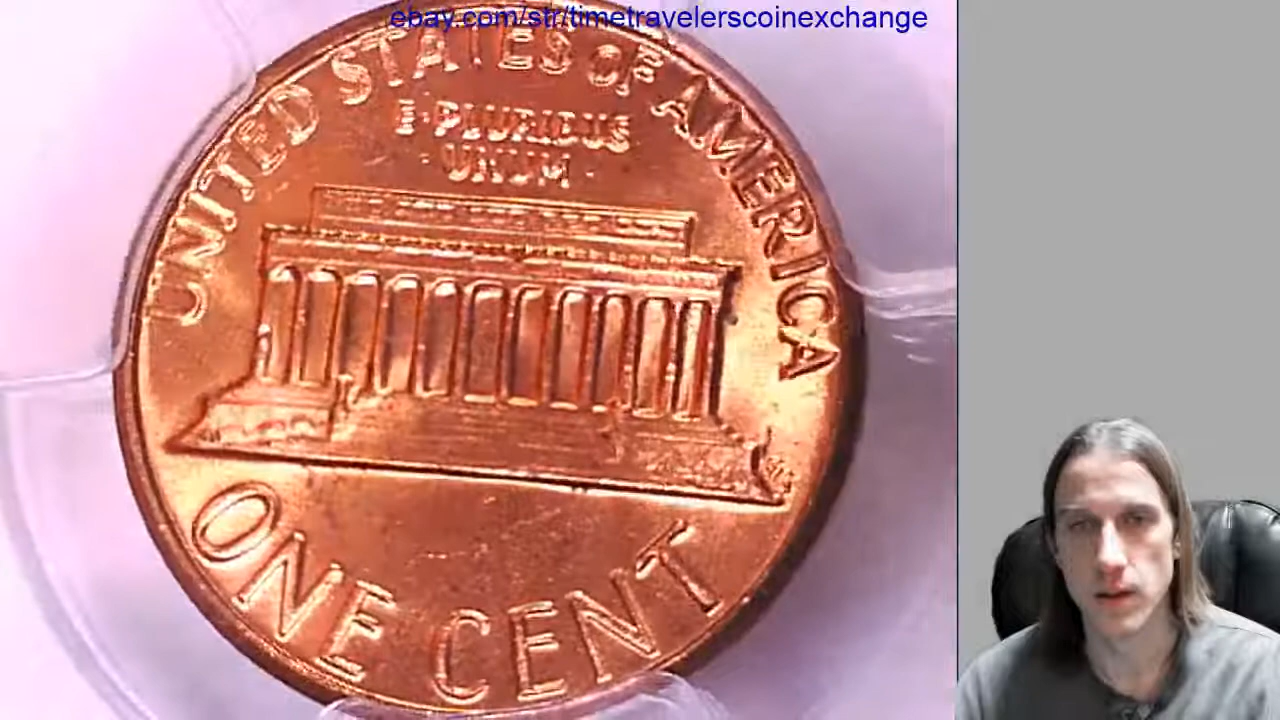 ebay.com/str/timetravelerscoinexchange
UNITED STATES OF AMERICA
E·PLURIBUS
·UNUM·
ONE CENT